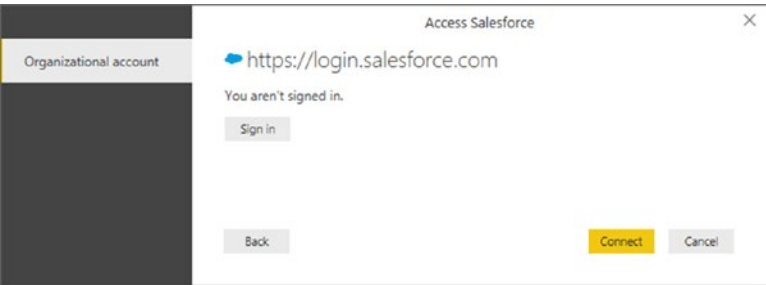 Access Salesforce
Organizational account
https://login.salesforce.com
You aren't signed in.
Sign in
Back
Connect
Cancel